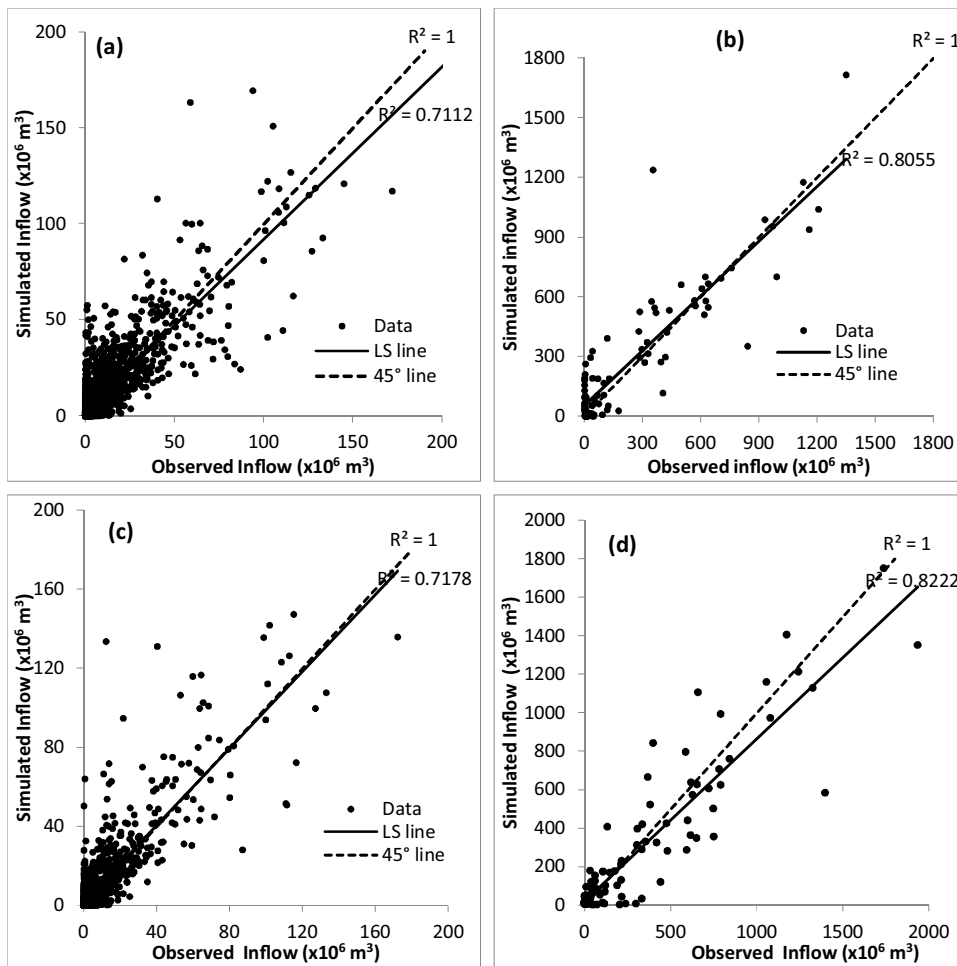 (a)
R² = 1
R² = 0.7112
Simulated Inflow (x10⁶ m³)
200
150
100
50
0
Data
LS line
45° line
0 50 100 150 200
Observed Inflow (x10⁶ m³)
(b)
R² = 1
R² = 0.8055
Simulated inflow (x10⁶ m³)
1800
1500
1200
900
600
300
0
Data
LS line
45° line
0 300 600 900 1200 1500 1800
Observed inflow (x10⁶ m³)
(c)
R² = 1
R² = 0.7178
Simulated Inflow (x10⁶ m³)
200
160
120
80
40
0
Data
LS line
45° line
0 40 80 120 160 200
Observed Inflow (x10⁶ m³)
(d)
R² = 1
R² = 0.8222
Simulated Inflow (x10⁶ m³)
2000
1800
1600
1400
1200
1000
800
600
400
200
0
0 500 1000 1500 2000
Observed Inflow (x10⁶ m³)